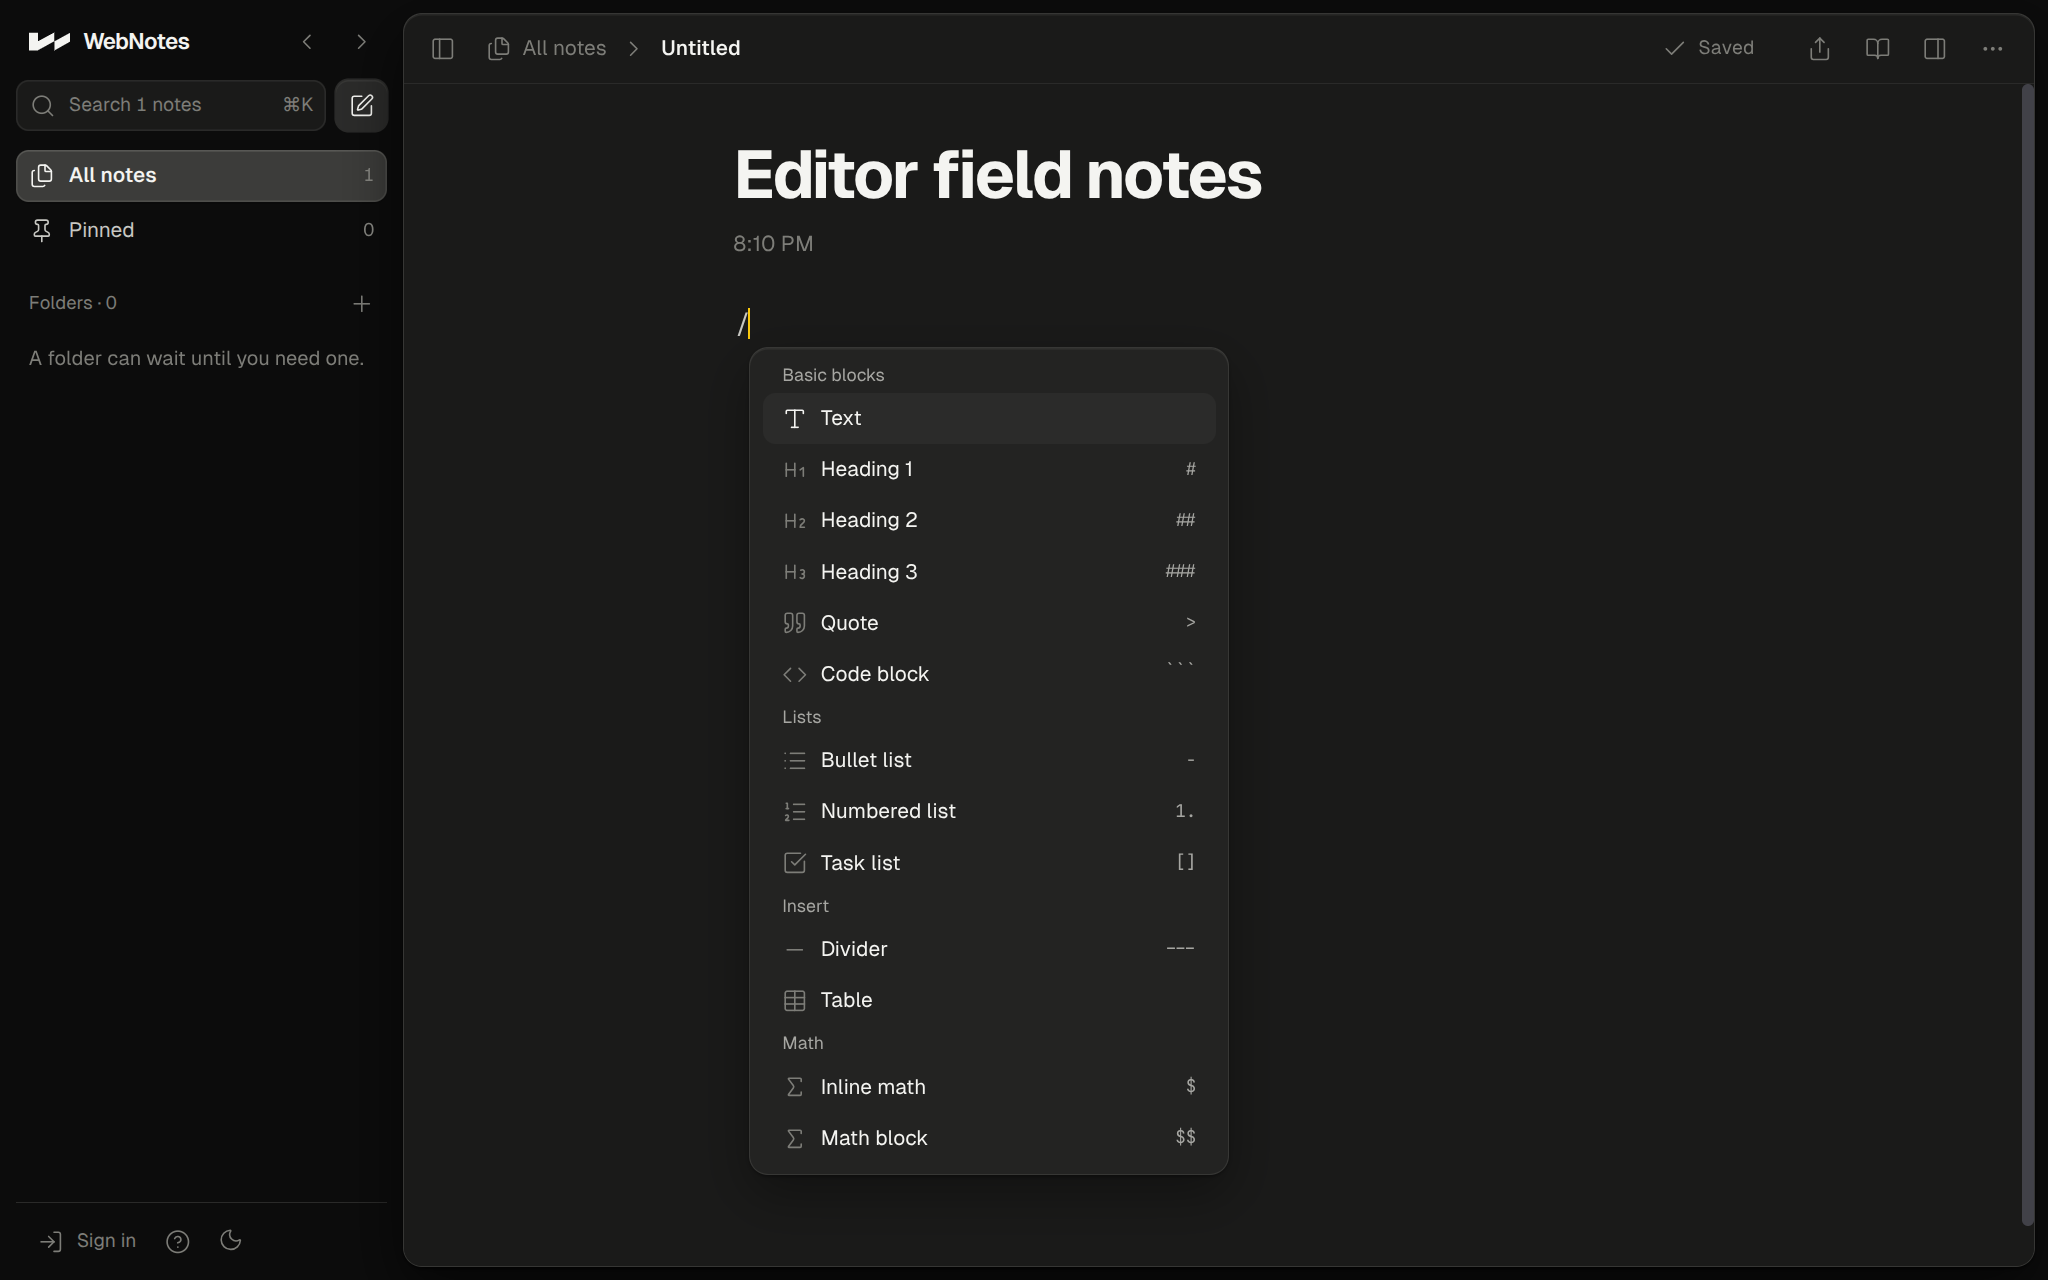 WebNotes
Search 1 notes ⌘K
All notes 1
Pinned 0
Folders · 0
A folder can wait until you need one.
Sign in
All notes > Untitled
Saved
Editor field notes
8:10 PM
/
Basic blocks
Text
H1 Heading 1 #
H2 Heading 2 ##
H3 Heading 3 ###
Quote >
Code block ```
Lists
Bullet list -
Numbered list 1.
Task list []
Insert
Divider ---
Table
Math
Inline math $
Math block $$